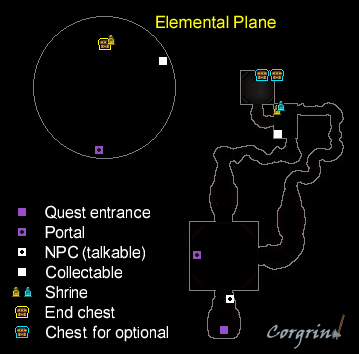 Elemental Plane
Quest entrance
Portal
NPC (talkable)
Collectable
Shrine
End chest
Chest for optional
Corgrind